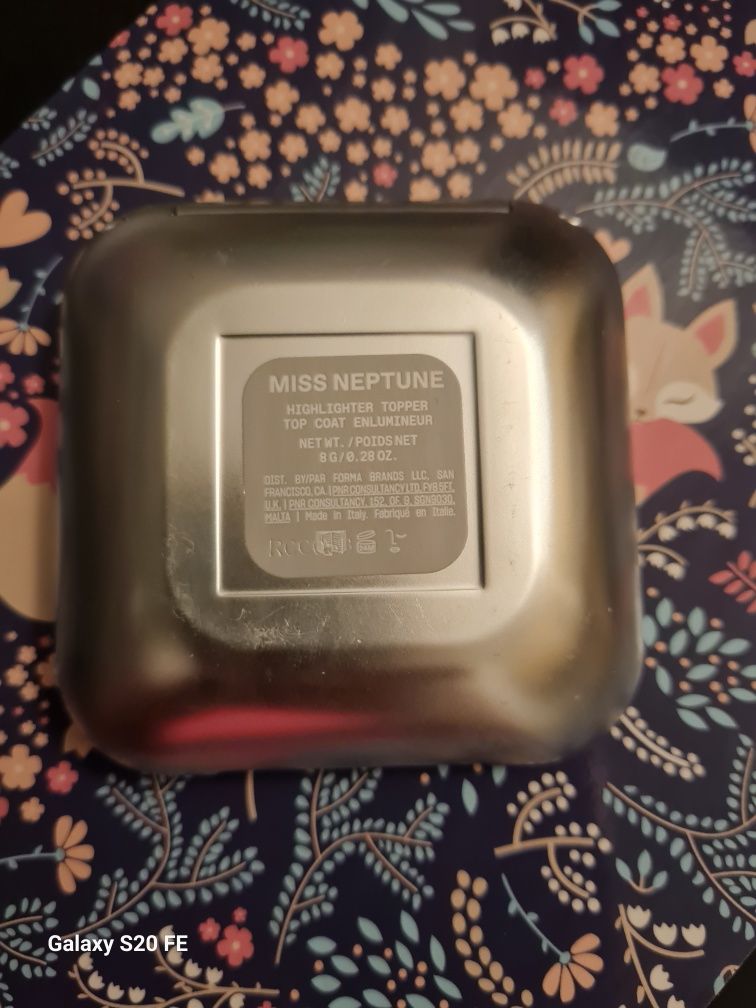 MISS NEPTUNE
HIGHLIGHTER TOPPER
TOP COAT ENLUMINEUR
NET WT. / POIDS NET
8 G / 0.28 OZ.
DIST. BY/PAR FORMA BRANDS LLC, SAN
FRANCISCO, CA. | PNR CONSULTANCY LTD, FY8 5FT,
U.K. | PNR CONSULTANCY, 152, OF. B, SGN9030,
MALTA | Made in Italy. Fabriqué en Italie.
24M
Galaxy S20 FE